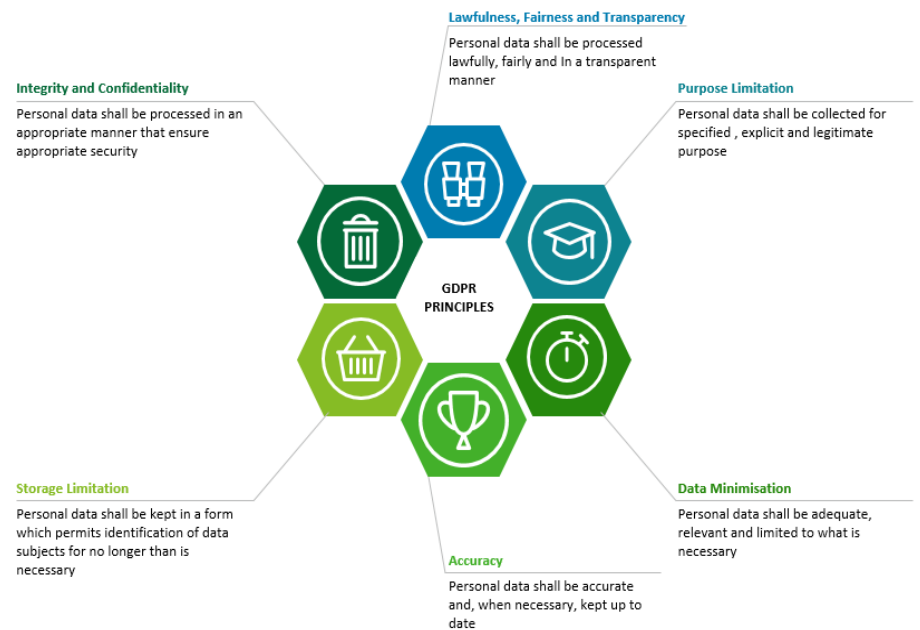 Lawfulness, Fairness and Transparency
Personal data shall be processed
lawfully, fairly and In a transparent
manner
Integrity and Confidentiality
Personal data shall be processed in an
appropriate manner that ensure
appropriate security
Purpose Limitation
Personal data shall be collected for
specified , explicit and legitimate
purpose
GDPR
PRINCIPLES
Storage Limitation
Personal data shall be kept in a form
which permits identification of data
subjects for no longer than is
necessary
Data Minimisation
Personal data shall be adequate,
relevant and limited to what is
necessary
Accuracy
Personal data shall be accurate
and, when necessary, kept up to
date